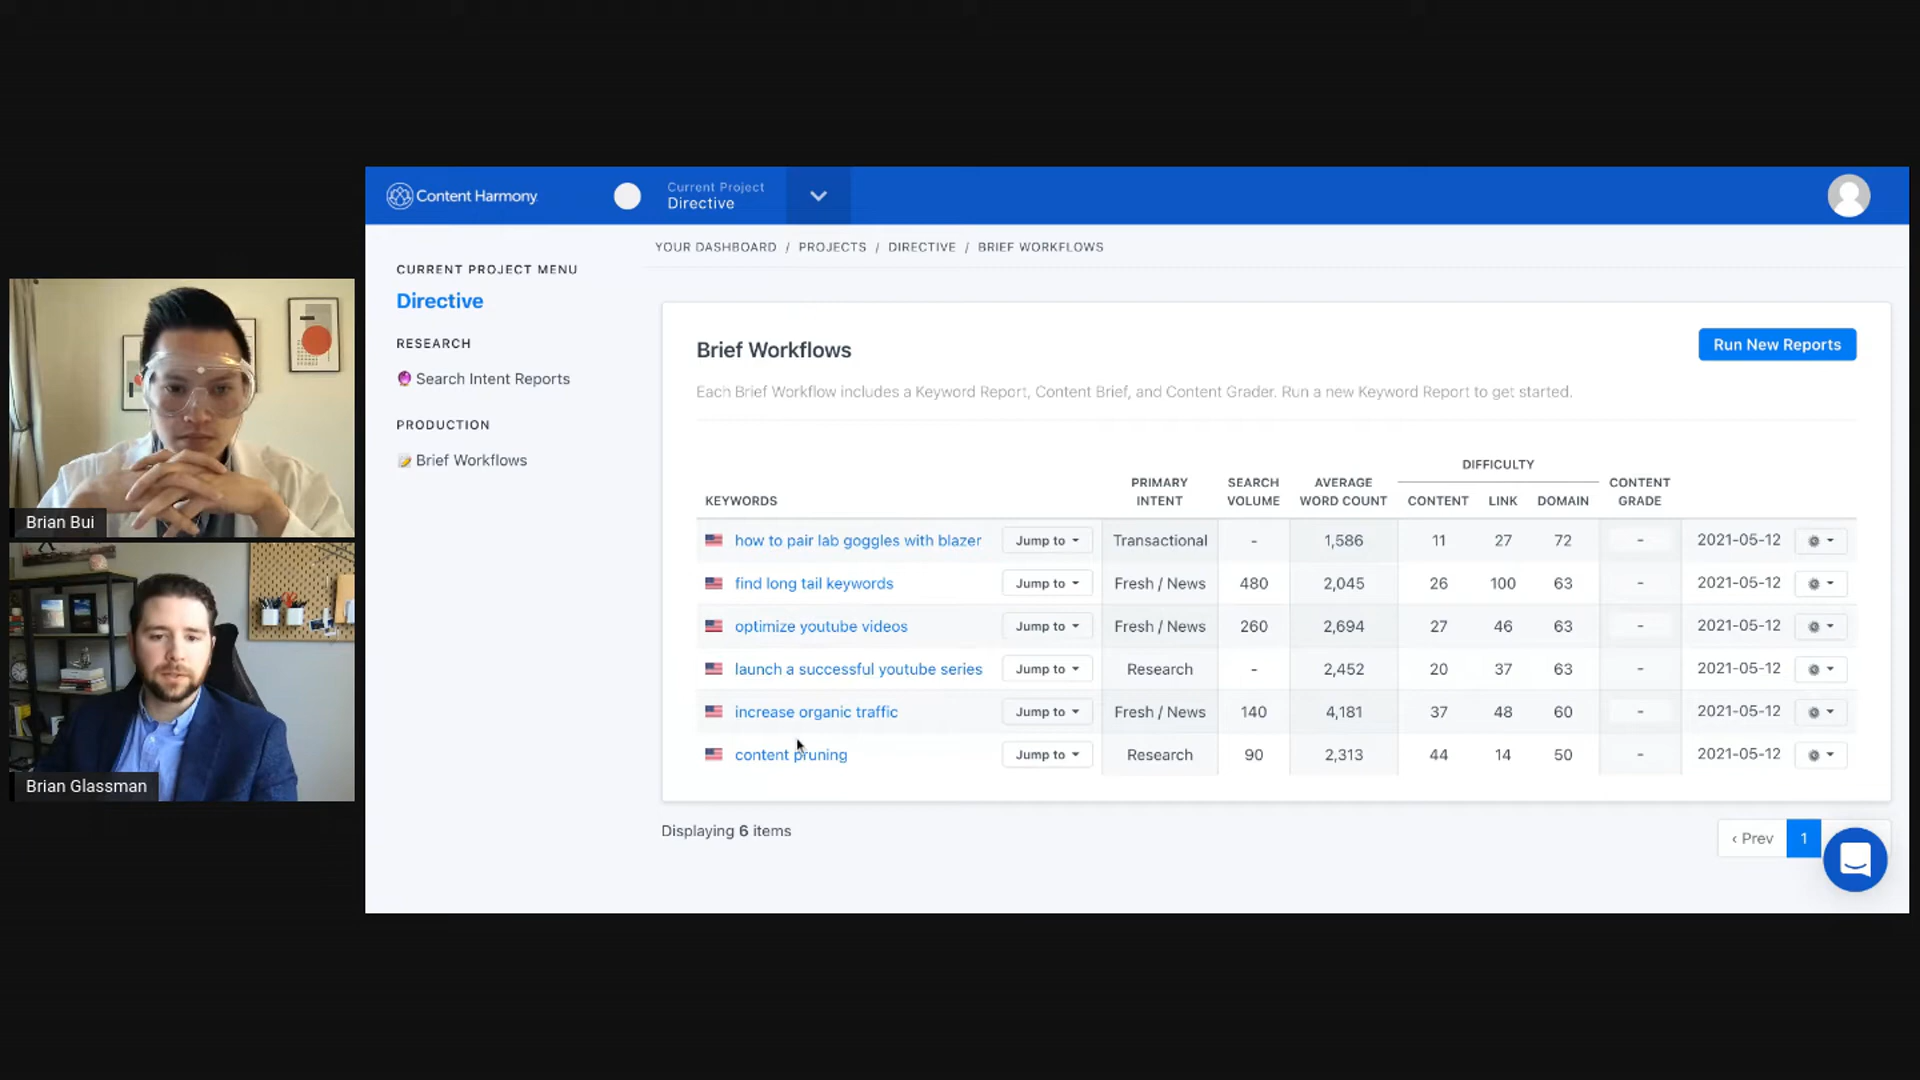 Content Harmony
Current Project
Directive
YOUR DASHBOARD / PROJECTS / DIRECTIVE / BRIEF WORKFLOWS
CURRENT PROJECT MENU
Directive
RESEARCH
Search Intent Reports
PRODUCTION
Brief Workflows
Brian Bui
Brian Glassman
Brief Workflows
Run New Reports
Each Brief Workflow includes a Keyword Report, Content Brief, and Content Grader. Run a new Keyword Report to get started.
DIFFICULTY
KEYWORDS PRIMARY INTENT SEARCH VOLUME AVERAGE WORD COUNT CONTENT LINK DOMAIN CONTENT GRADE
how to pair lab goggles with blazer Jump to Transactional - 1,586 11 27 72 - 2021-05-12
find long tail keywords Jump to Fresh / News 480 2,045 26 100 63 - 2021-05-12
optimize youtube videos Jump to Fresh / News 260 2,694 27 46 63 - 2021-05-12
launch a successful youtube series Jump to Research - 2,452 20 37 63 - 2021-05-12
increase organic traffic Jump to Fresh / News 140 4,181 37 48 60 - 2021-05-12
content pruning Jump to Research 90 2,313 44 14 50 - 2021-05-12
Displaying 6 items
‹ Prev 1